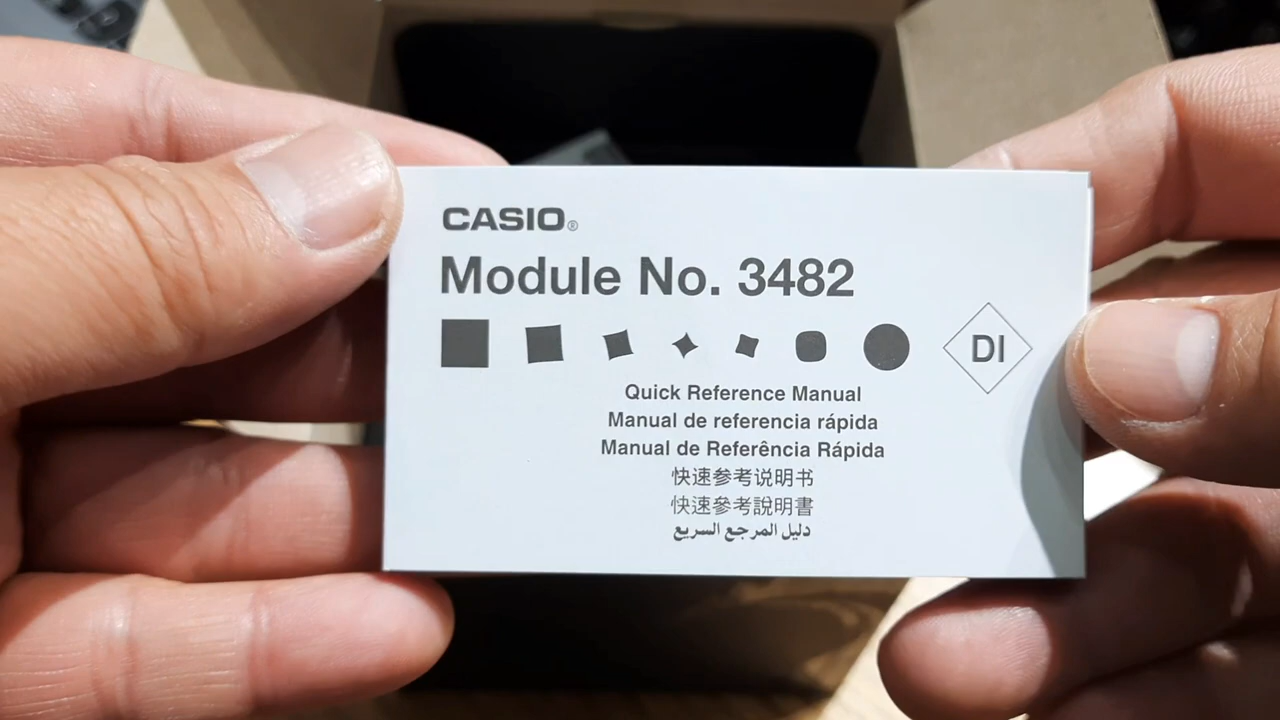 CASIO®
Module No. 3482
DI
Quick Reference Manual
Manual de referencia rápida
Manual de Referência Rápida
快速参考说明书
快速參考說明書
دليل المرجع السريع